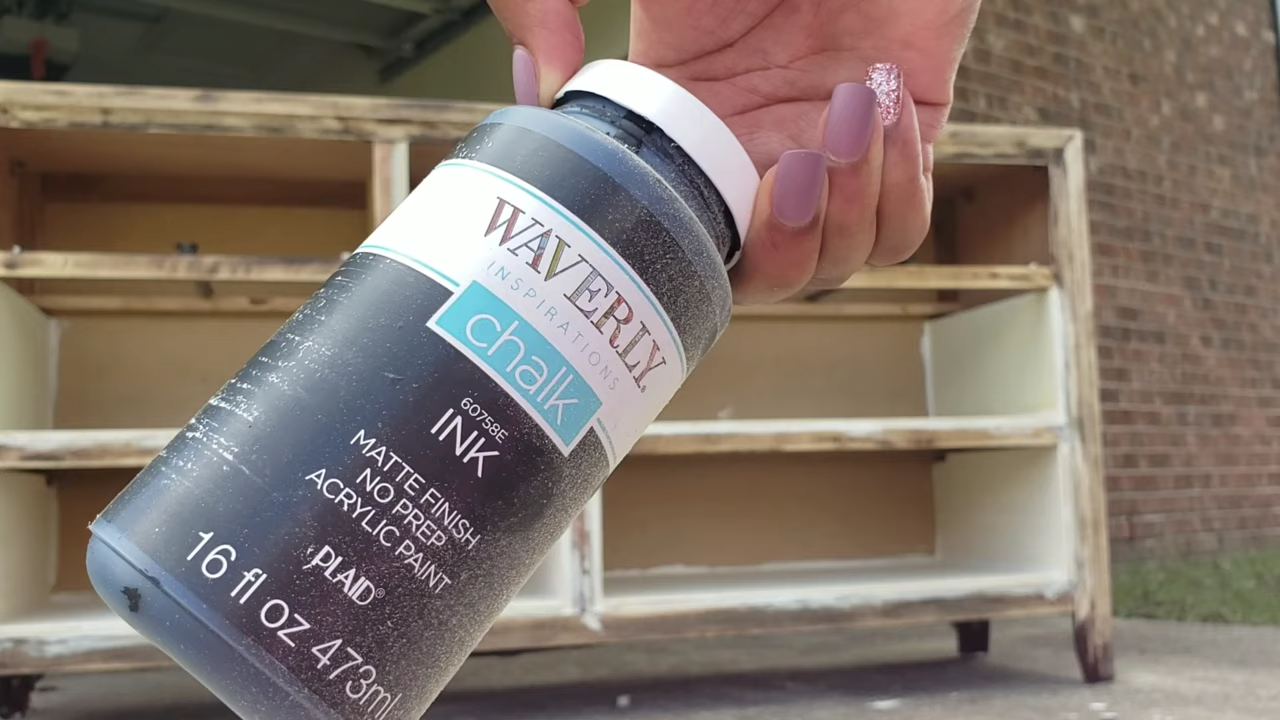 WAVERLY
INSPIRATIONS
chalk
60758E
INK
MATTE FINISH
NO PREP
ACRYLIC PAINT
PLAID®
16 fl oz 473ml